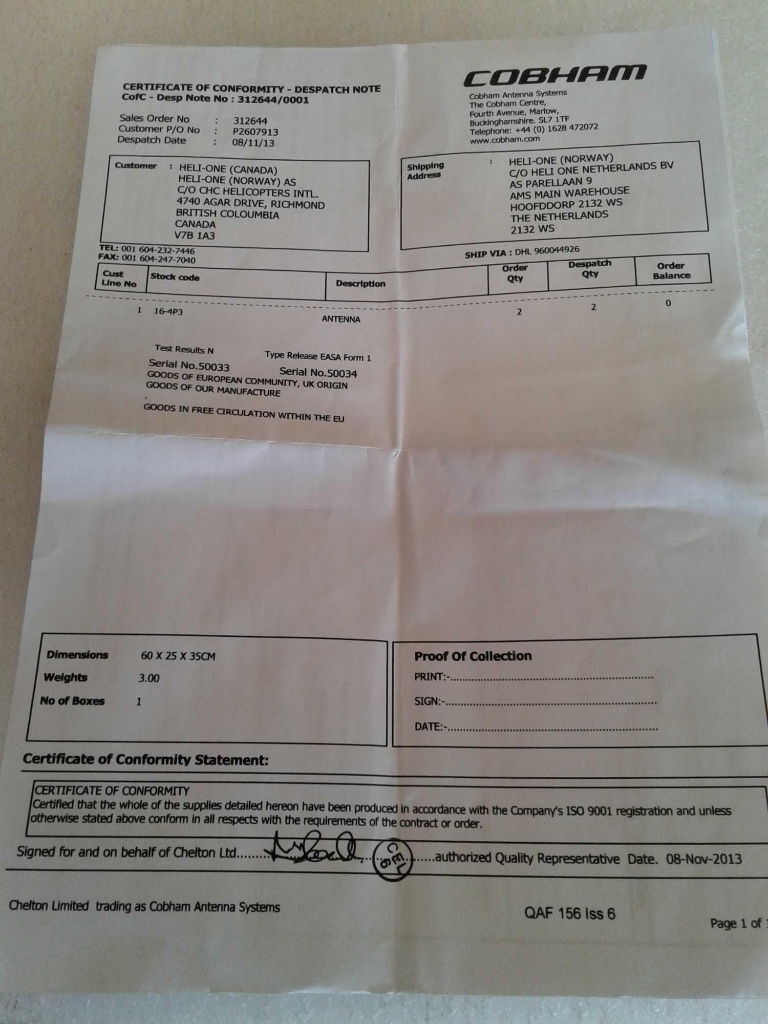 COBHAM
CERTIFICATE OF CONFORMITY - DESPATCH NOTE
CofC - Desp Note No : 312644/0001
Cobham Antenna Systems
The Cobham Centre,
Fourth Avenue, Marlow,
Buckinghamshire. SL7 1TF
Telephone: +44 (0) 1628 472072
www.cobham.com
Sales Order No : 312644
Customer P/O No : P2607913
Despatch Date : 08/11/13
Customer : HELI-ONE (CANADA)
HELI-ONE (NORWAY) AS
C/O CHC HELICOPTERS INTL.
4740 AGAR DRIVE, RICHMOND
BRITISH COLOUMBIA
CANADA
V7B 1A3
Shipping Address : HELI-ONE (NORWAY)
C/O HELI ONE NETHERLANDS BV
AS PARELLAAN 9
AMS MAIN WAREHOUSE
HOOFDDORP 2132 WS
THE NETHERLANDS
2132 WS
TEL: 001 604-232-7446
FAX: 001 604-247-7040
SHIP VIA : DHL 960044926
Cust Line No Stock code Description Order Qty Despatch Qty Order Balance
1 16-4P3 ANTENNA 2 2 0
Test Results N Type Release EASA Form 1
Serial No.50033 Serial No.50034
GOODS OF EUROPEAN COMMUNITY, UK ORIGIN
GOODS OF OUR MANUFACTURE
.
GOODS IN FREE CIRCULATION WITHIN THE EU
Dimensions 60 X 25 X 35CM
Weights 3.00
No of Boxes 1
Proof Of Collection
PRINT:-..........................................................
SIGN:-............................................................
DATE:-...........................................................
Certificate of Conformity Statement:
CERTIFICATE OF CONFORMITY
Certified that the whole of the supplies detailed hereon have been produced in accordance with the Company's ISO 9001 registration and unless
otherwise stated above conform in all respects with the requirements of the contract or order.
Signed for and on behalf of Chelton Ltd.......... CEL ......authorized Quality Representative Date. 08-Nov-2013
Chelton Limited trading as Cobham Antenna Systems
QAF 156 Iss 6
Page 1 of